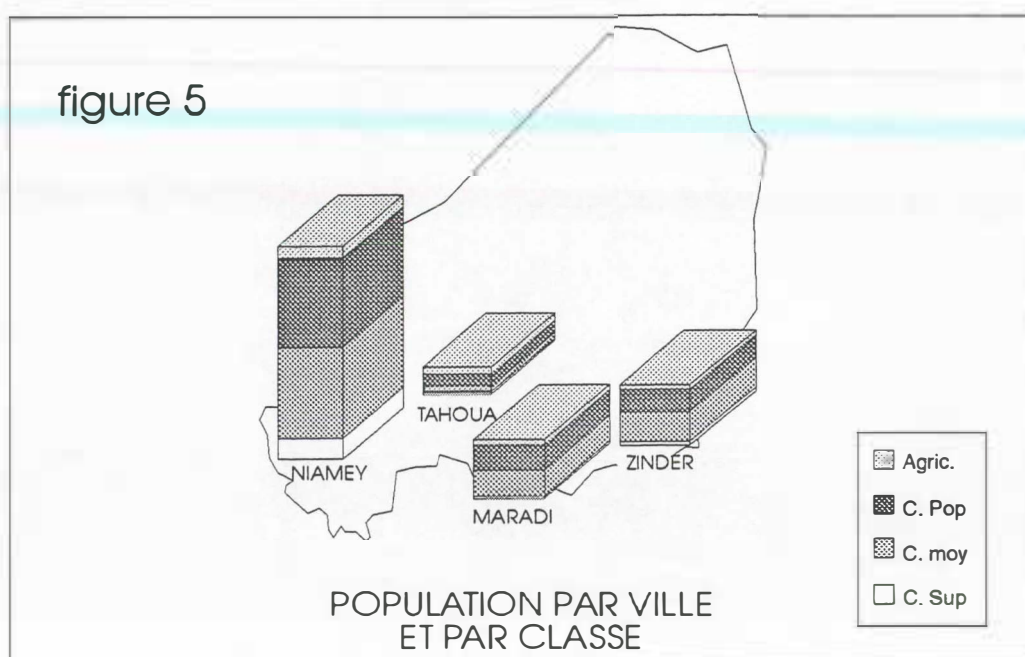 figure 5
TAHOUA
NIAMEY
ZINDER
MARADI
Agric.
C. Pop
C. moy
C. Sup
POPULATION PAR VILLE
ET PAR CLASSE